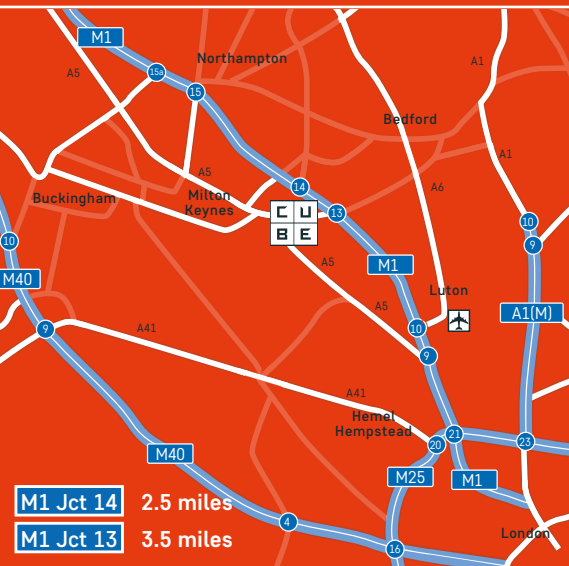 M1
Northampton
A1
A5
15a
15
Bedford
A1
A5
14
A6
Buckingham
Milton
Keynes
CU
BE
13
10
10
9
A5
M1
M40
Luton
A5
A1(M)
10
9
A41
9
A41
Hemel
Hempstead
21
20
23
M40
M25
M1
M1 Jct 14 2.5 miles
4
London
M1 Jct 13 3.5 miles
16